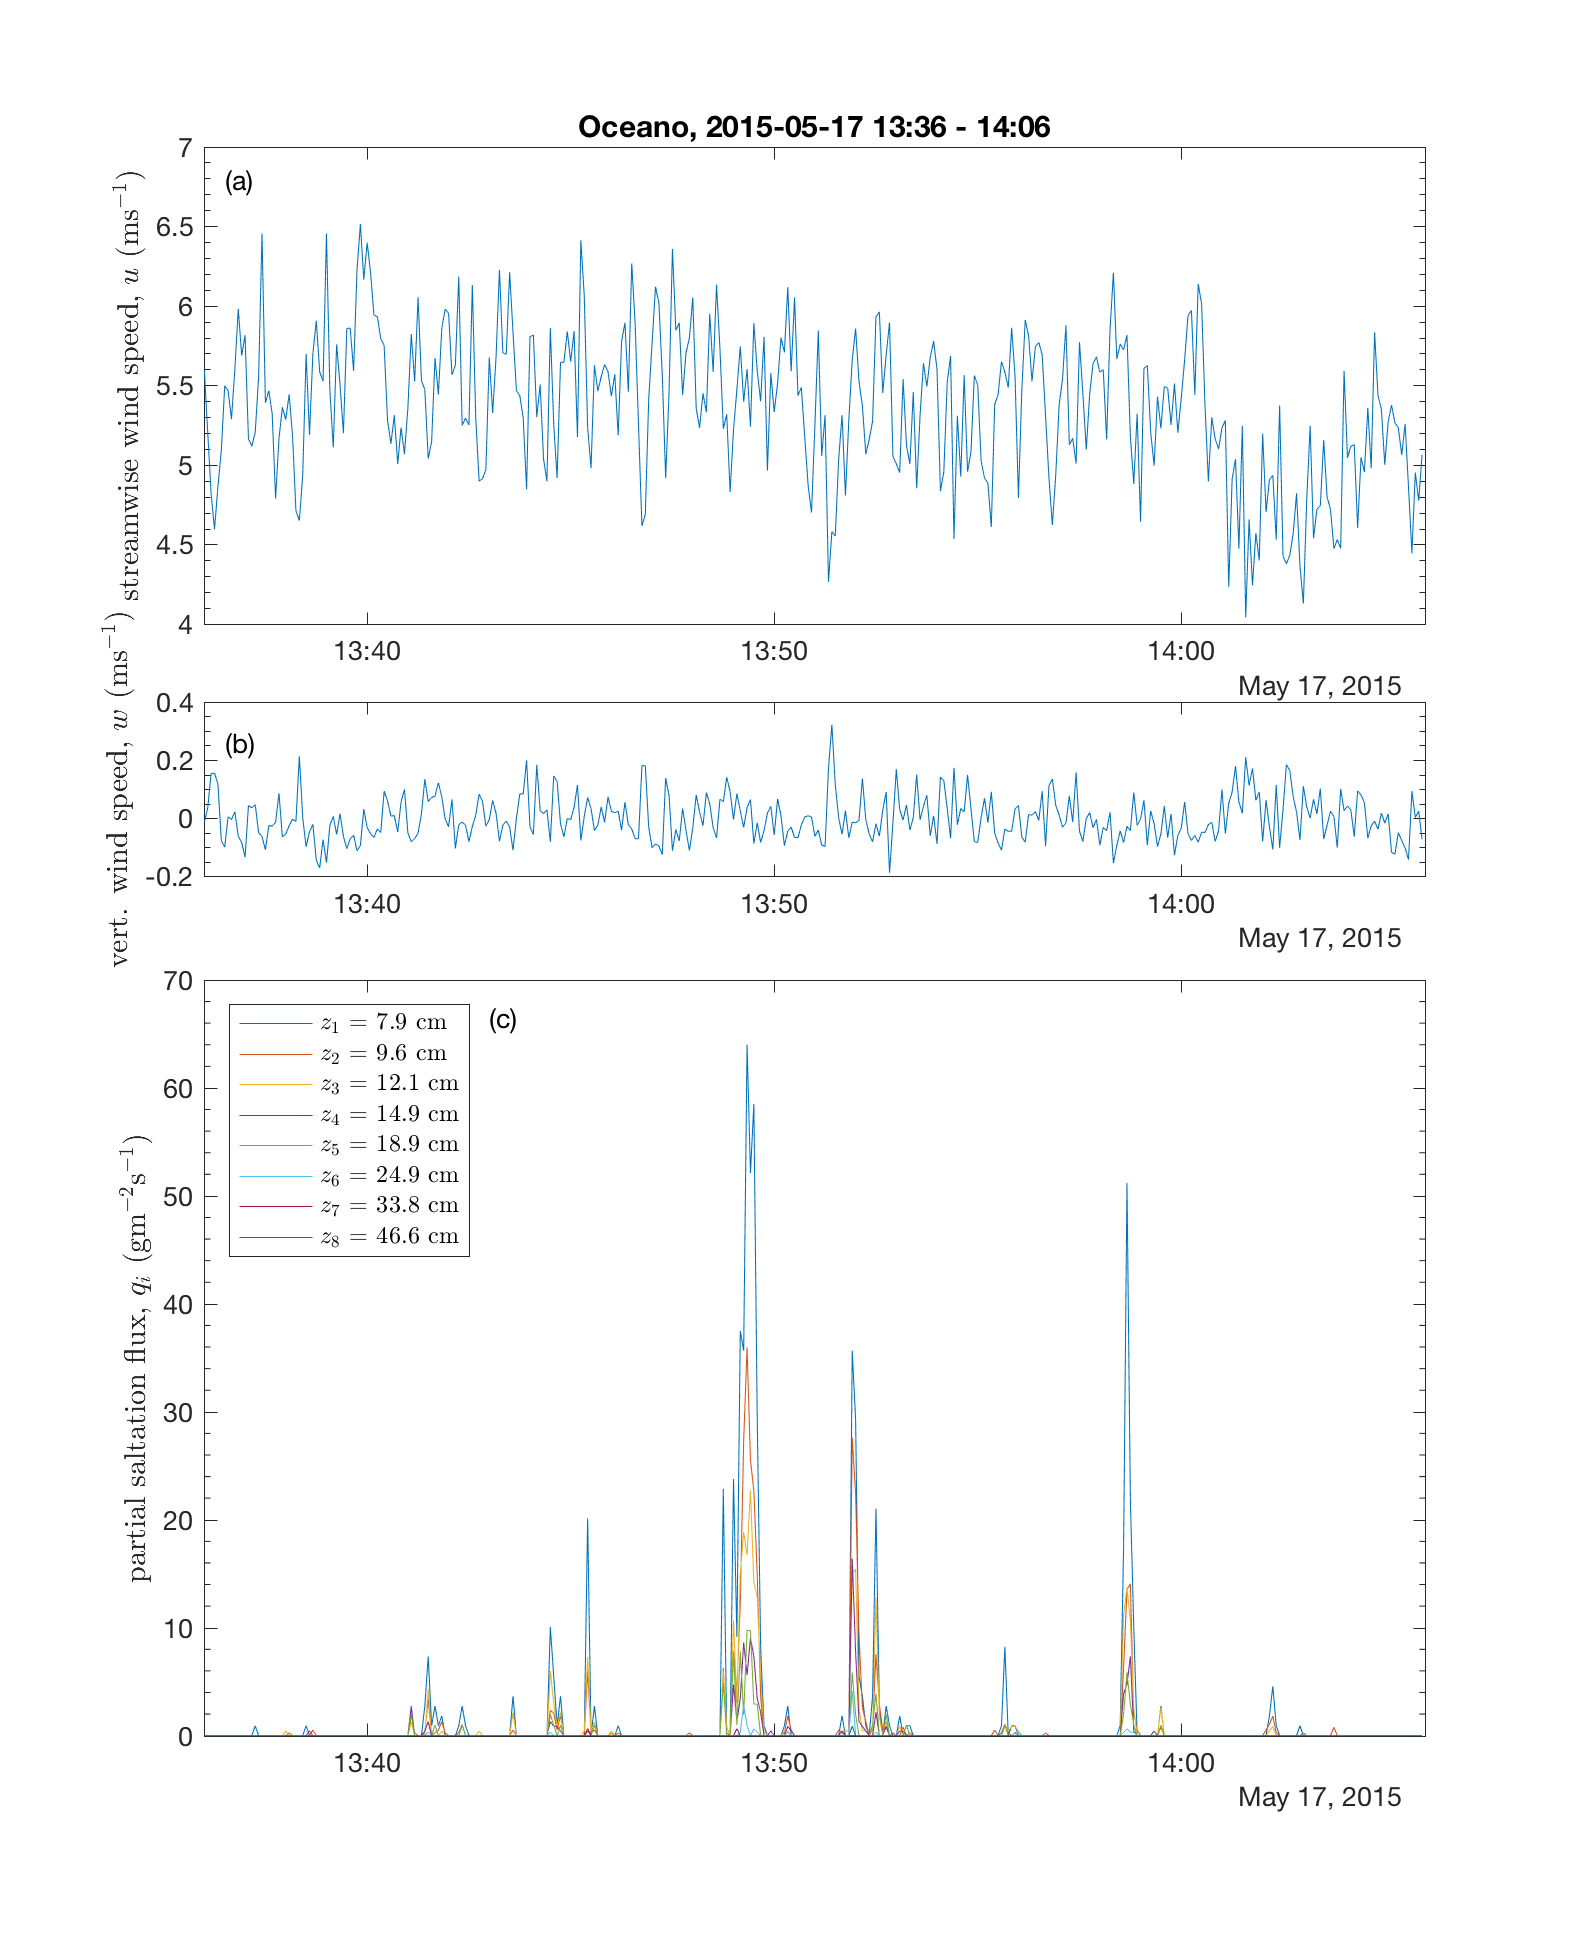 Oceano, 2015-05-17 13:36 - 14:06
streamwise wind speed, u (ms⁻¹)
(a)
7
6.5
6
5.5
5
4.5
4
13:40 13:50 14:00
May 17, 2015
vert. wind speed, w (ms⁻¹)
(b)
0.4
0.2
0
-0.2
13:40 13:50 14:00
May 17, 2015
partial saltation flux, qᵢ (gm⁻²s⁻¹)
(c)
70
60
50
40
30
20
10
0
z₁ = 7.9 cm
z₂ = 9.6 cm
z₃ = 12.1 cm
z₄ = 14.9 cm
z₅ = 18.9 cm
z₆ = 24.9 cm
z₇ = 33.8 cm
z₈ = 46.6 cm
13:40 13:50 14:00
May 17, 2015